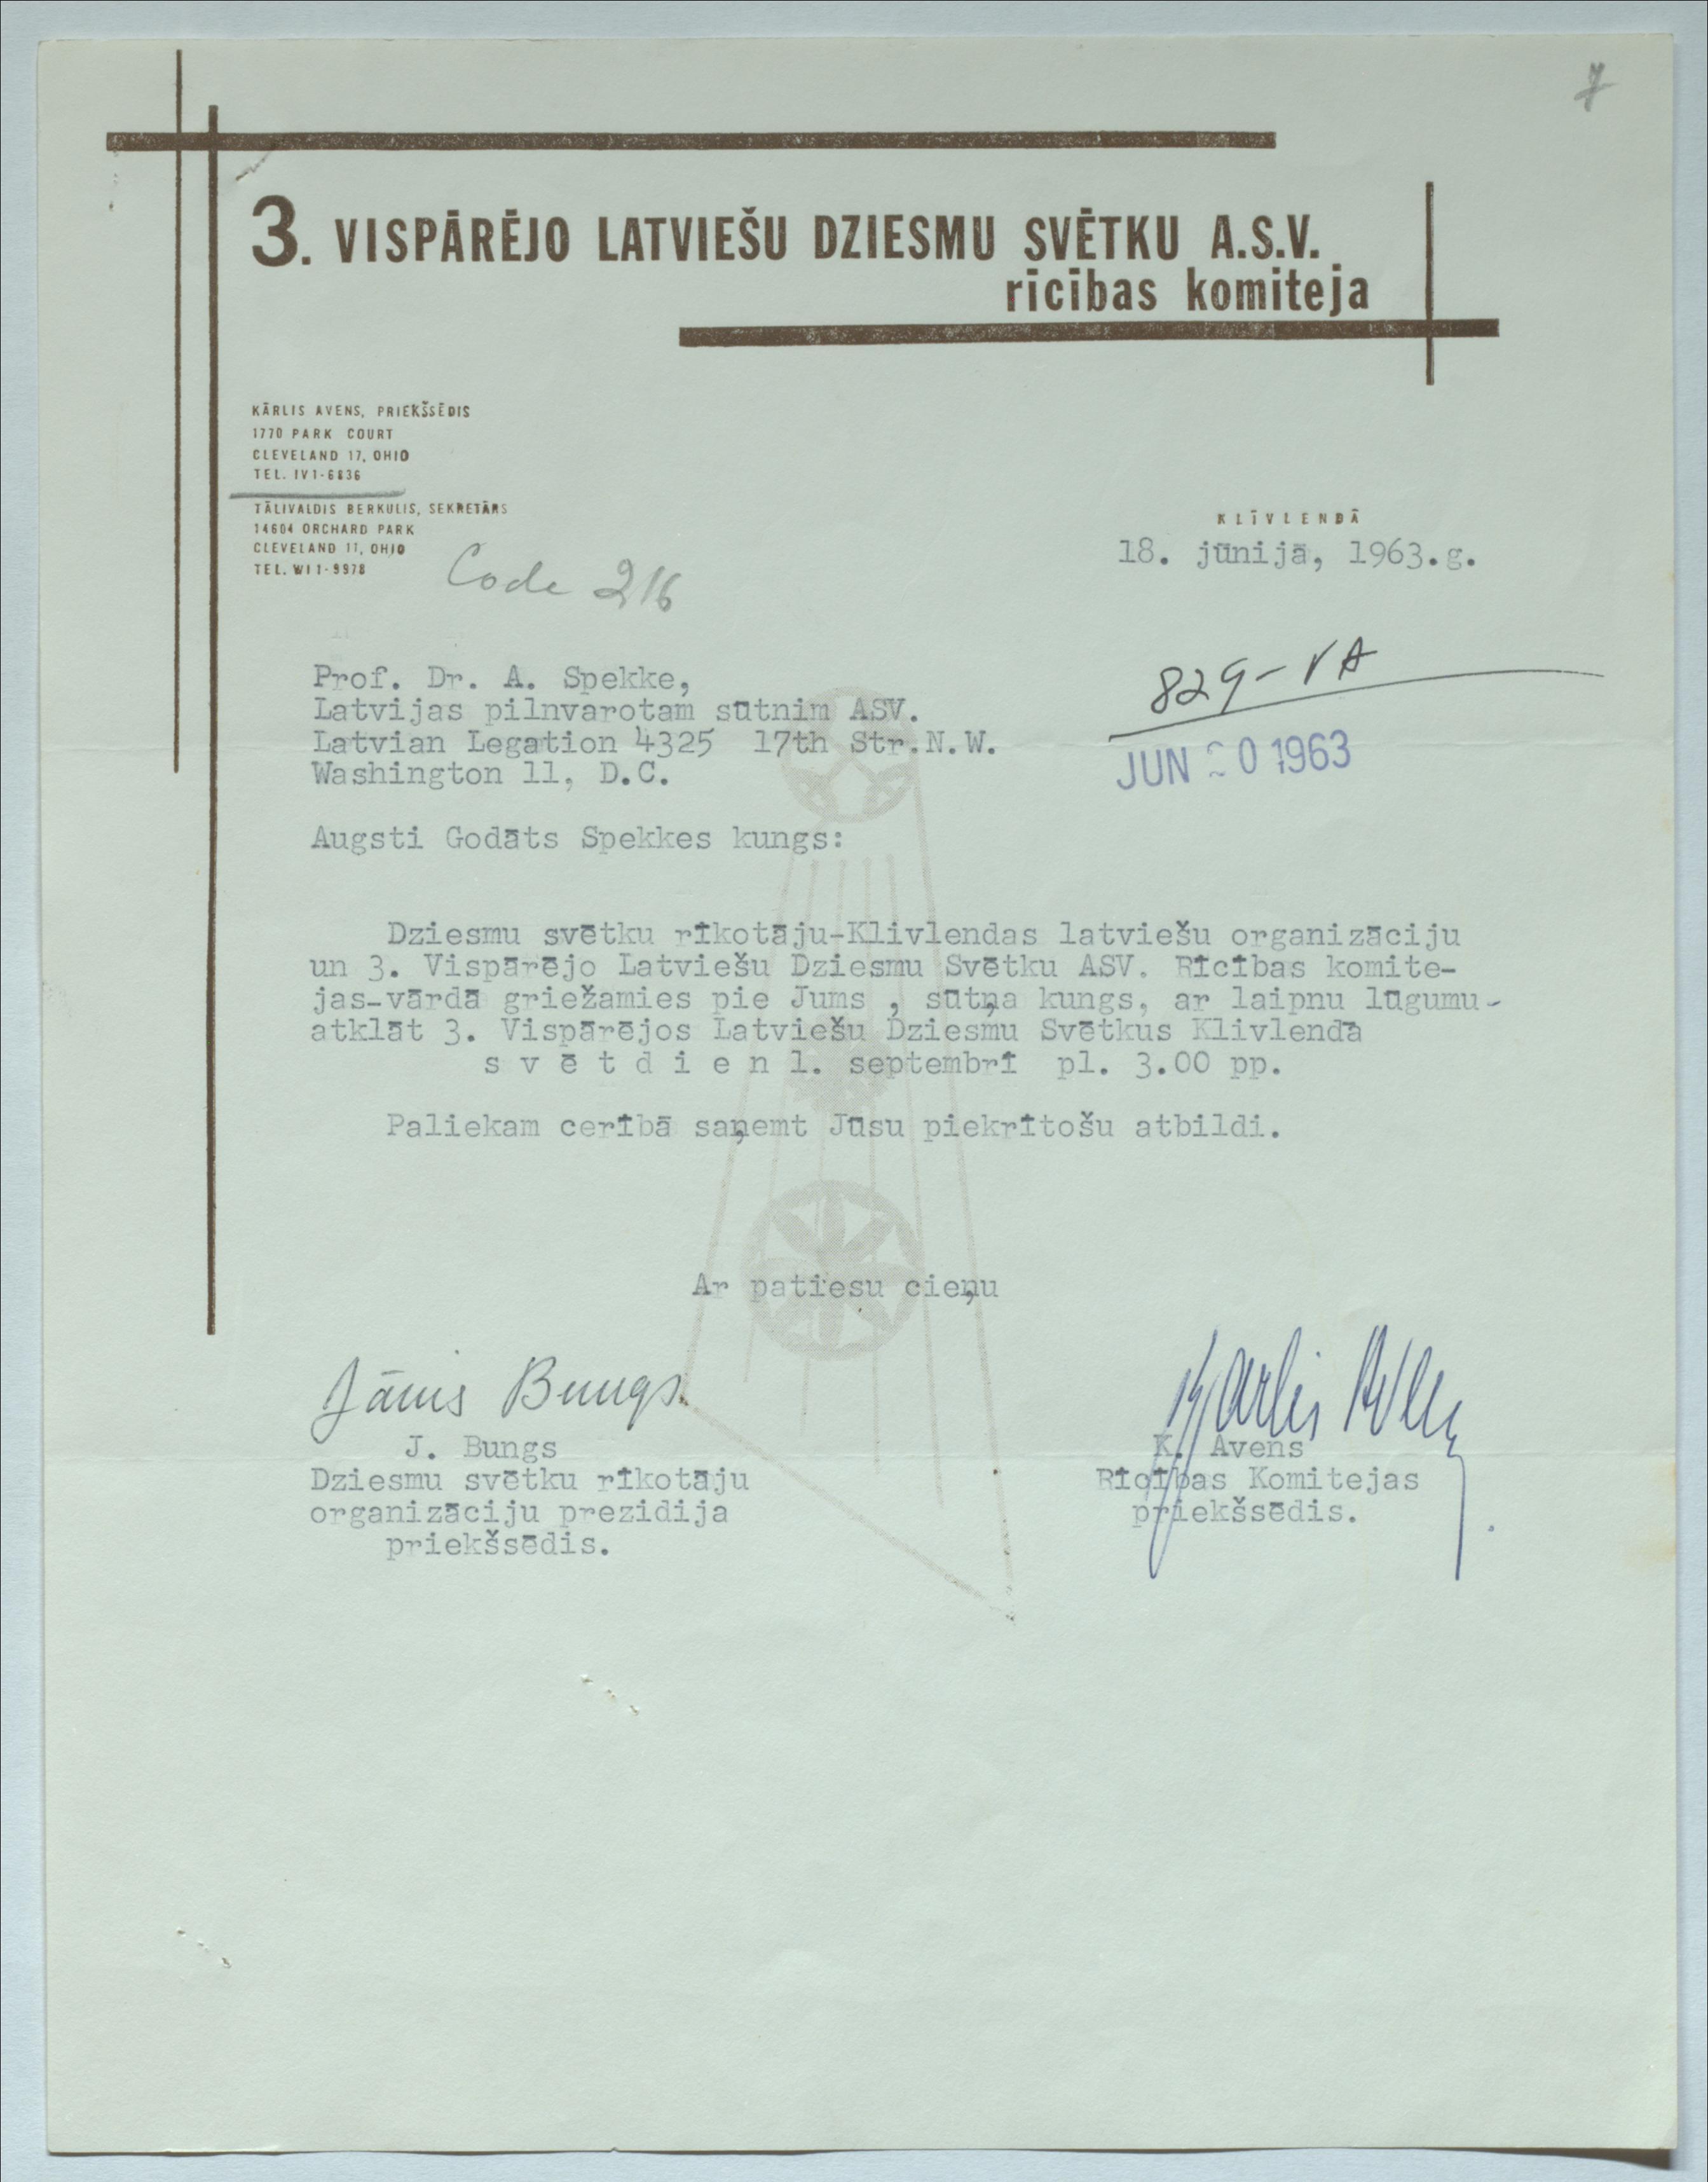 7
3. VISPĀRĒJO LATVIEŠU DZIESMU SVĒTKU A.S.V.
rīcības komiteja
KĀRLIS AVENS, PRIEKŠSĒDIS
1770 PARK COURT
CLEVELAND 17, OHIO
TEL. IV 1-6836
TĀLIVALDIS BERKULIS, SEKRETĀRS
14604 ORCHARD PARK
CLEVELAND 11, OHIO
TEL. WI 1-9978
Code 216
KLĪVLENDĀ
18. jūnijā, 1963.g.
Prof. Dr. A. Spekke,
Latvijas pilnvarotam sūtnim ASV.
Latvian Legation 4325 17th Str.N.W.
Washington 11, D.C.
829-VA
JUN 20 1963
Augsti Godāts Spekkes kungs:
Dziesmu svētku rīkotāju-Klivlendas latviešu organizāciju
un 3. Vispārējo Latviešu Dziesmu Svētku ASV. Rīcības komite-
jas-vārdā griežamies pie Jums , sūtņa kungs, ar laipnu lūgumu-
atklāt 3. Vispārējos Latviešu Dziesmu Svētkus Klivlendā
s v ē t d i e n 1. septembrī pl. 3.00 pp.
Paliekam cerībā saņemt Jūsu piekrītošu atbildi.
Ar patiesu cieņu
Jānis Bungs
J. Bungs
Dziesmu svētku rīkotāju
organizāciju prezidija
priekšsēdis.
Kārlis Avens
K. Avens
Rīcības Komitejas
priekšsēdis.